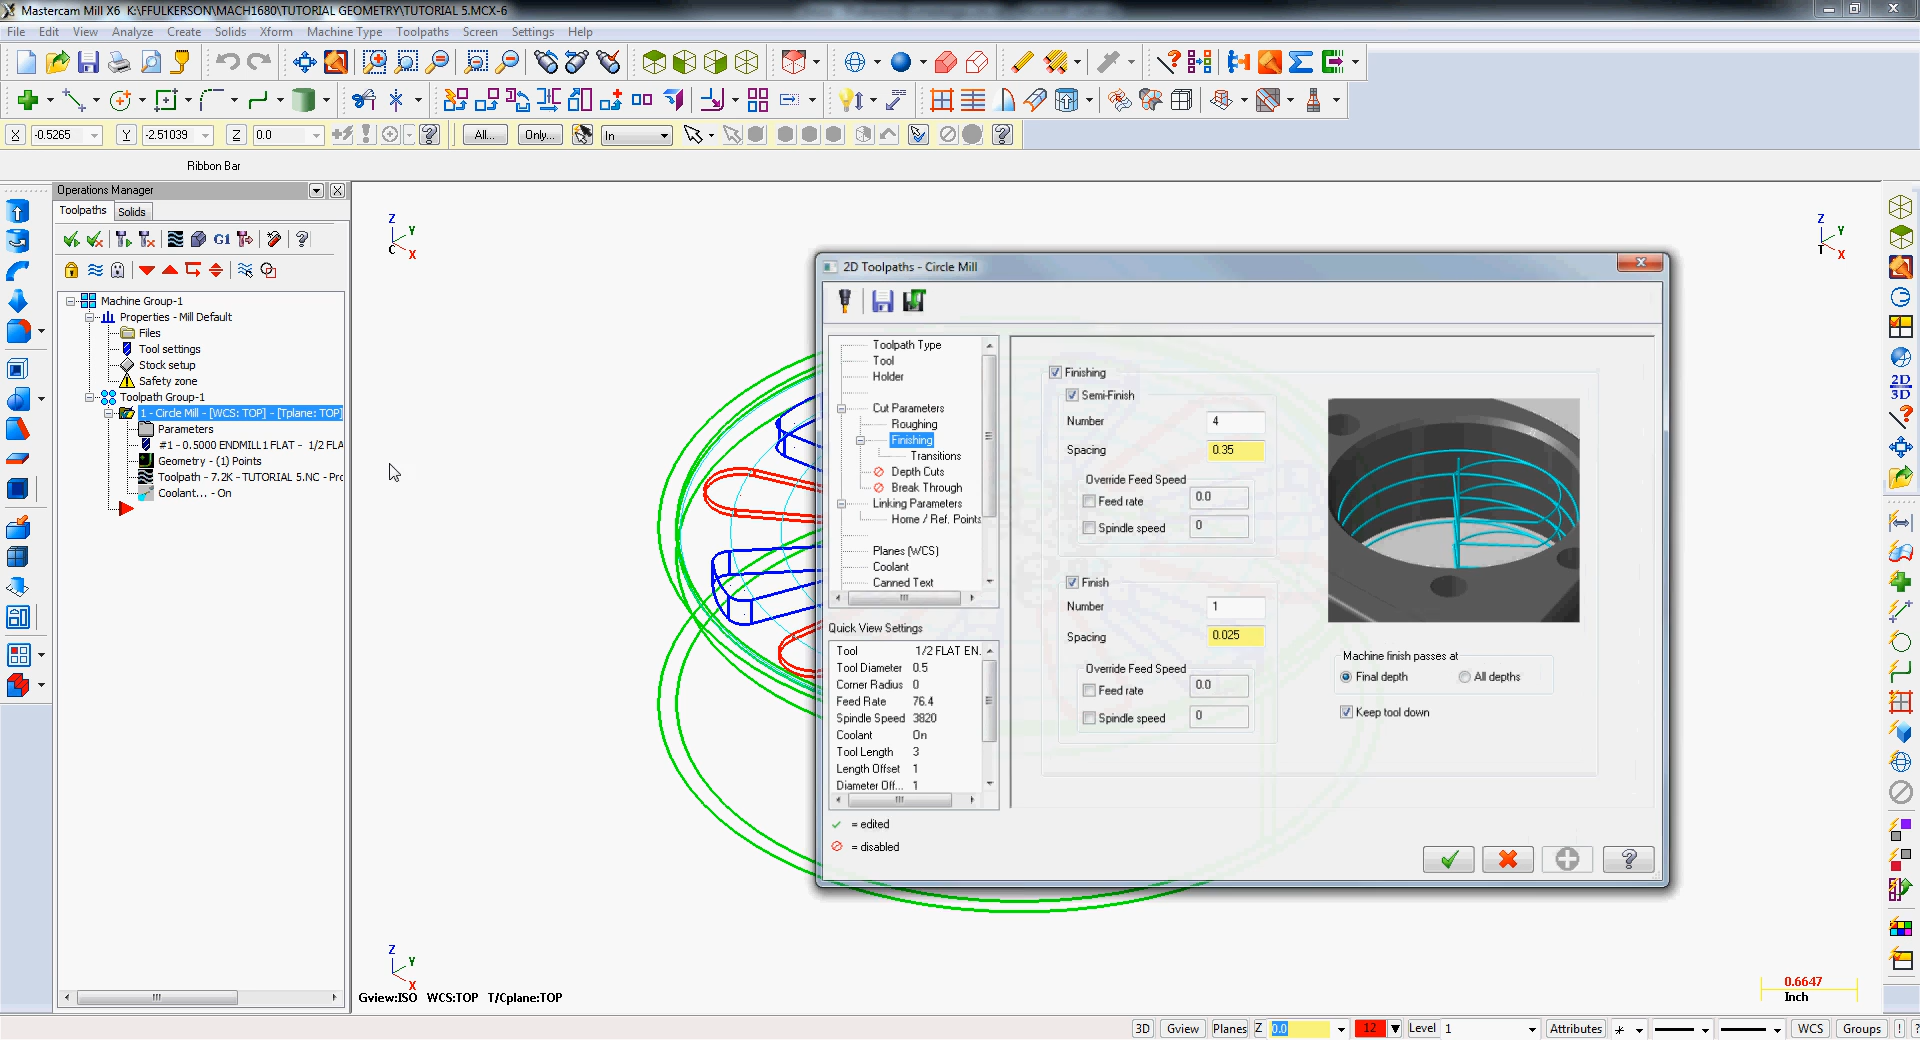 Mastercam Mill X6  K:\FFULKERSON\MACH1680\TUTORIAL GEOMETRY\TUTORIAL 5.MCX-6
File Edit View Analyze Create Solids Xform Machine Type Toolpaths Screen Settings Help
X -0.5265 Y -2.51039 Z 0.0 All... Only... In
Ribbon Bar
Operations Manager
Toolpaths Solids
G1
Machine Group-1
Properties - Mill Default
Files
Tool settings
Stock setup
Safety zone
Toolpath Group-1
1 - Circle Mill - [WCS: TOP] - [Tplane: TOP]
Parameters
#1 - 0.5000 ENDMILL1 FLAT - 1/2 FLA
Geometry - (1) Points
Toolpath - 7.2K - TUTORIAL 5.NC - Pro
Coolant... - On
Z
Y
C X
Z
Y
T X
2D Toolpaths - Circle Mill
Toolpath Type
Tool
Holder
Cut Parameters
Roughing
Finishing
Transitions
Depth Cuts
Break Through
Linking Parameters
Home / Ref. Points
Planes (WCS)
Coolant
Canned Text
Quick View Settings
Tool 1/2 FLAT EN.
Tool Diameter 0.5
Corner Radius 0
Feed Rate 76.4
Spindle Speed 3820
Coolant On
Tool Length 3
Length Offset 1
Diameter Off... 1
= edited
= disabled
Finishing
Semi-Finish
Number 4
Spacing 0.35
Override Feed Speed
Feed rate 0.0
Spindle speed 0
Finish
Number 1
Spacing 0.025
Override Feed Speed
Feed rate 0.0
Spindle speed 0
Machine finish passes at
Final depth All depths
Keep tool down
2D
3D
Z
Y
X
Gview:ISO WCS:TOP T/Cplane:TOP
0.6647
Inch
3D Gview Planes Z 0.0 12 Level 1 Attributes WCS Groups ! ?